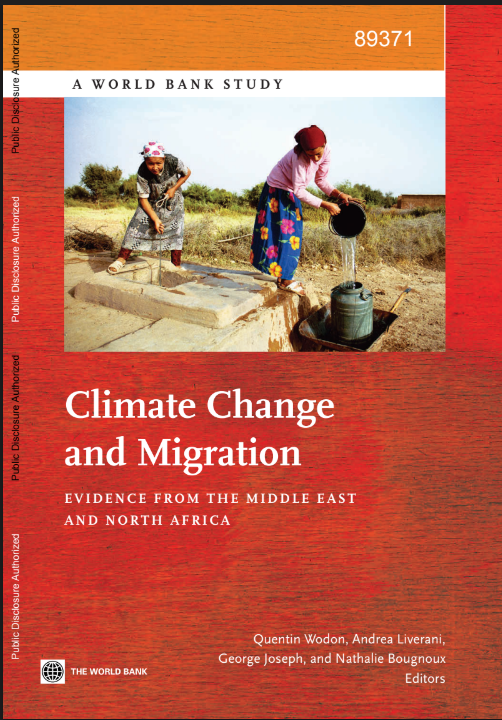 89371
A WORLD BANK STUDY
Climate Change
and Migration
EVIDENCE FROM THE MIDDLE EAST
AND NORTH AFRICA
Quentin Wodon, Andrea Liverani,
George Joseph, and Nathalie Bougnoux
Editors
THE WORLD BANK
Public Disclosure Authorized
Public Disclosure Authorized
Public Disclosure Authorized
Public Disclosure Authorized